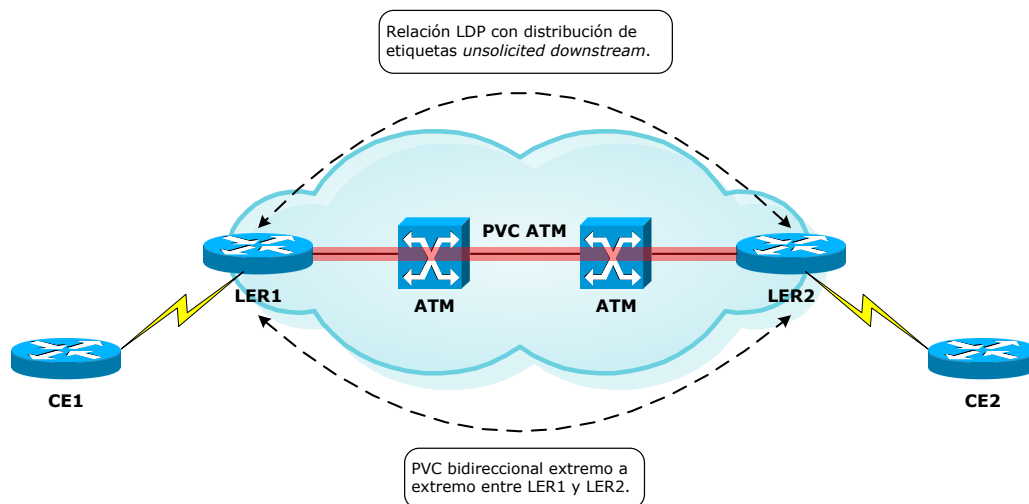 Relación LDP con distribución de
etiquetas unsolicited downstream.
PVC ATM
LER1
ATM
ATM
LER2
CE1
CE2
PVC bidireccional extremo a
extremo entre LER1 y LER2.